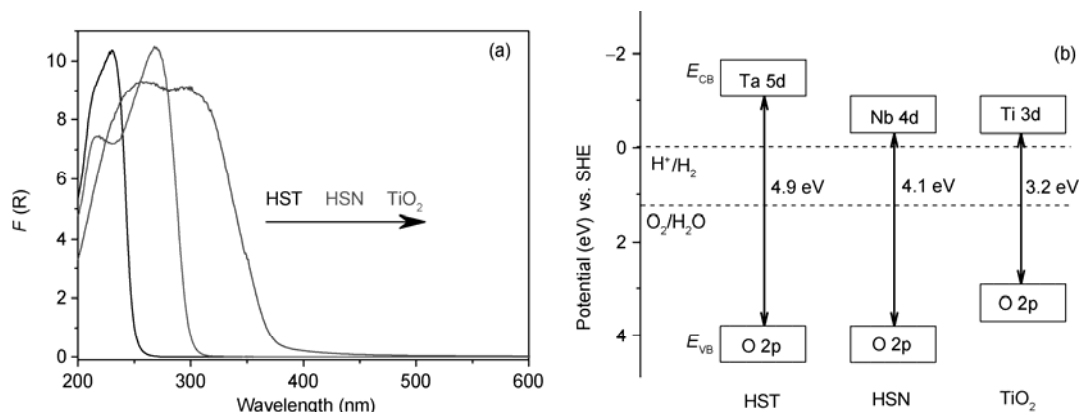 (a)
10
8
6
4
2
0
F (R)
HST HSN TiO₂
200 300 400 500 600
Wavelength (nm)
(b)
−2
0
2
4
Potential (eV) vs. SHE
E_CB
Ta 5d
Nb 4d
Ti 3d
H⁺/H₂
4.9 eV
4.1 eV
3.2 eV
O₂/H₂O
O 2p
E_VB
O 2p
O 2p
HST HSN TiO₂